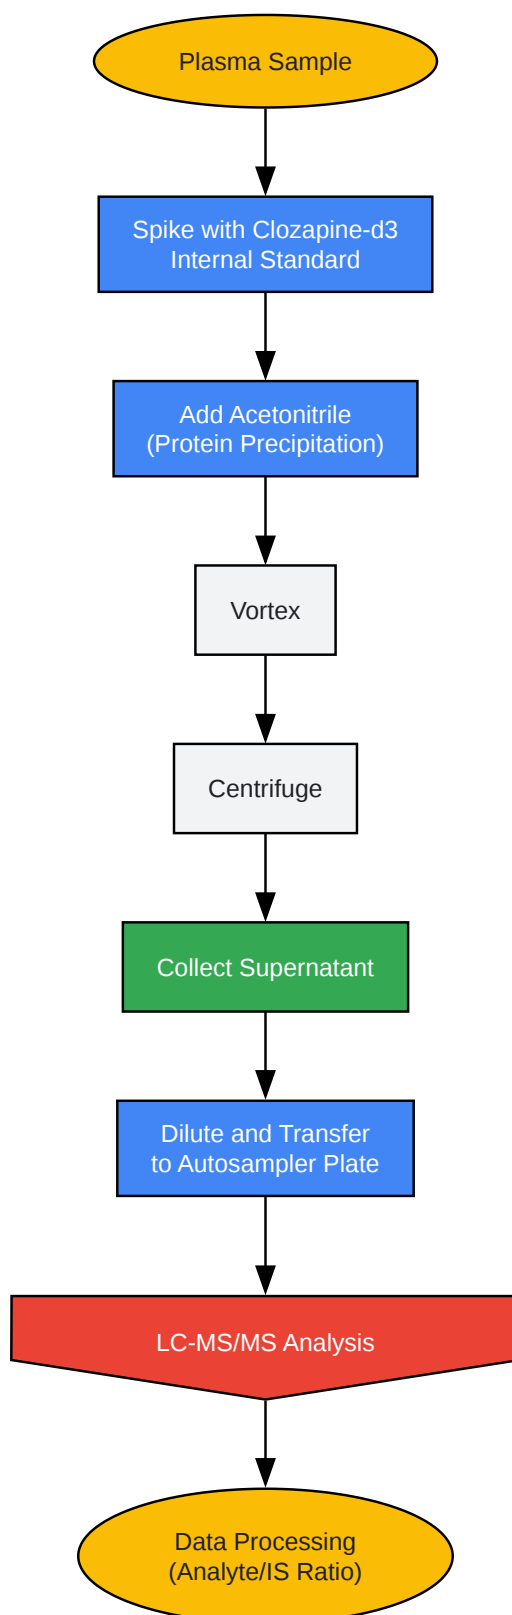 Plasma Sample
Spike with Clozapine-d3
Internal Standard
Add Acetonitrile
(Protein Precipitation)
Vortex
Centrifuge
Collect Supernatant
Dilute and Transfer
to Autosampler Plate
LC-MS/MS Analysis
Data Processing
(Analyte/IS Ratio)